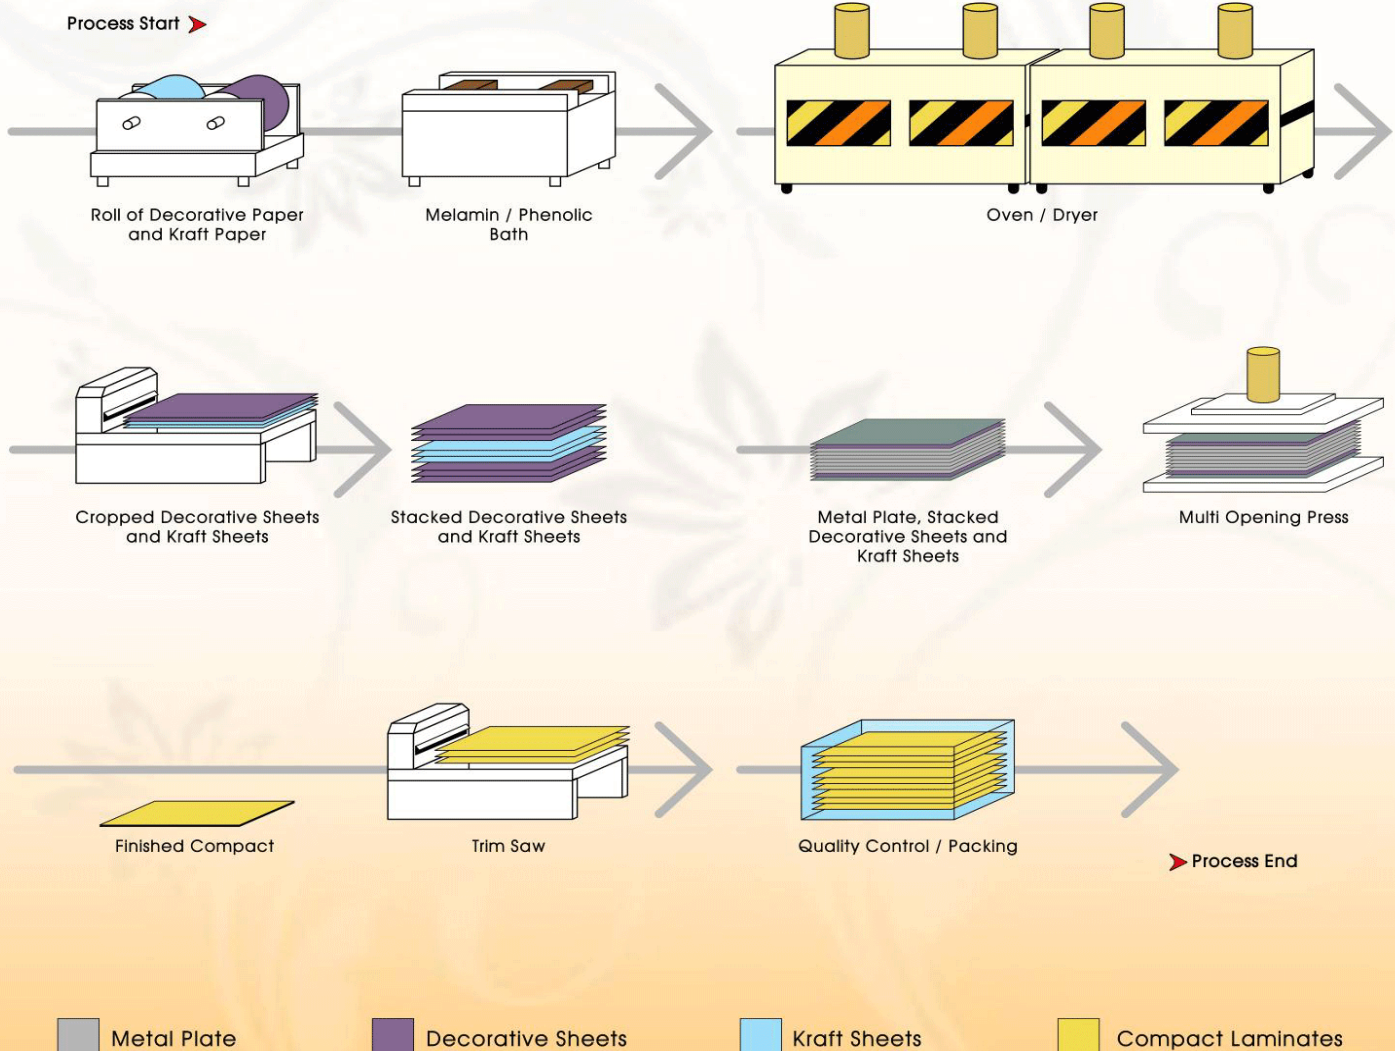 Process Start
Roll of Decorative Paper
and Kraft Paper
Melamin / Phenolic
Bath
Oven / Dryer
Cropped Decorative Sheets
and Kraft Sheets
Stacked Decorative Sheets
and Kraft Sheets
Metal Plate, Stacked
Decorative Sheets and
Kraft Sheets
Multi Opening Press
Finished Compact
Trim Saw
Quality Control / Packing
Process End
Metal Plate
Decorative Sheets
Kraft Sheets
Compact Laminates